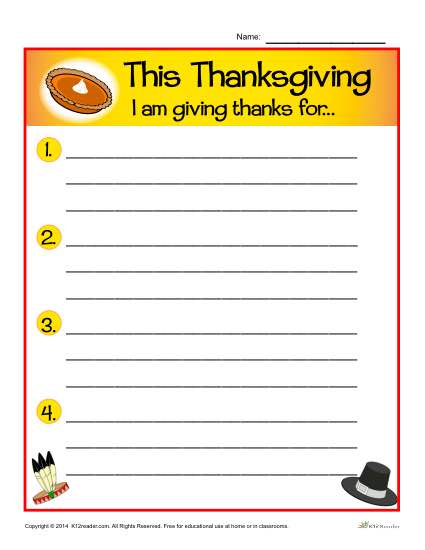 Name:
This Thanksgiving
I am giving thanks for...
1.
2.
3.
4.
K12Reader
Copyright © 2014 K12reader.com. All Rights Reserved. Free for educational use at home or in classrooms.